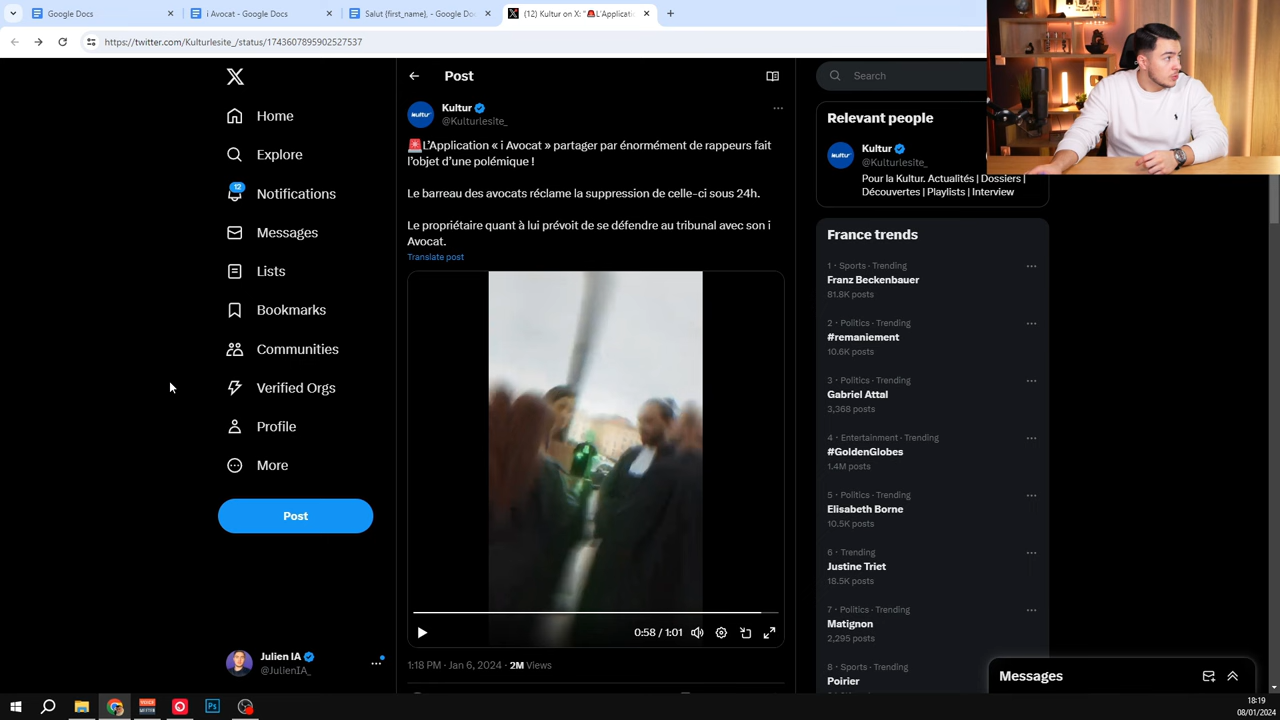 Google Docs
i Avocat - Google Docs
(12) Kultur on X: "🚨L'Applicatio
https://twitter.com/Kulturlesite_/status/1743607895902527537
Home
Explore
12
Notifications
Messages
Lists
Bookmarks
Communities
Verified Orgs
Profile
More
Post
Julien IA
@JulienIA_
Post
Kultur
@Kulturlesite_
🚨L'Application « i Avocat » partager par énormément de rappeurs fait
l'objet d'une polémique !
Le barreau des avocats réclame la suppression de celle-ci sous 24h.
Le propriétaire quant à lui prévoit de se défendre au tribunal avec son i
Avocat.
Translate post
0:58 / 1:01
1:18 PM · Jan 6, 2024 · 2M Views
Search
Relevant people
Kultur
@Kulturlesite_
Pour la Kultur. Actualités | Dossiers |
Découvertes | Playlists | Interview
France trends
1 · Sports · Trending
Franz Beckenbauer
81.8K posts
2 · Politics · Trending
#remaniement
10.6K posts
3 · Politics · Trending
Gabriel Attal
3,368 posts
4 · Entertainment · Trending
#GoldenGlobes
1.4M posts
5 · Politics · Trending
Elisabeth Borne
10.5K posts
6 · Trending
Justine Triet
18.5K posts
7 · Politics · Trending
Matignon
2,295 posts
8 · Sports · Trending
Poirier
Messages
Ps
18:19
08/01/2024